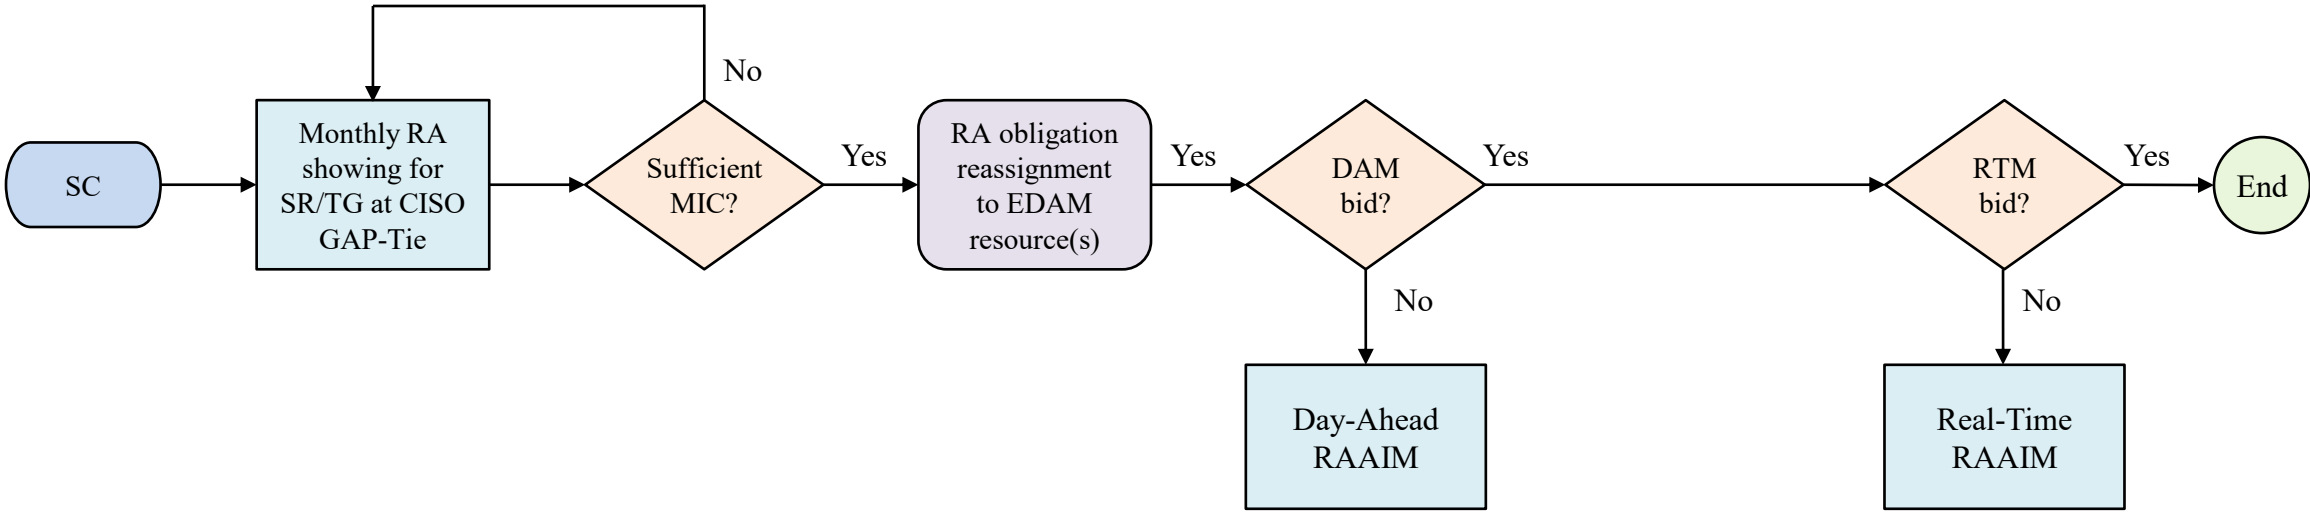 SC
Monthly RA
showing for
SR/TG at CISO
GAP-Tie
No
Sufficient
MIC?
Yes
RA obligation
reassignment
to EDAM
resource(s)
Yes
DAM
bid?
Yes
No
Day-Ahead
RAAIM
RTM
bid?
Yes
No
Real-Time
RAAIM
End